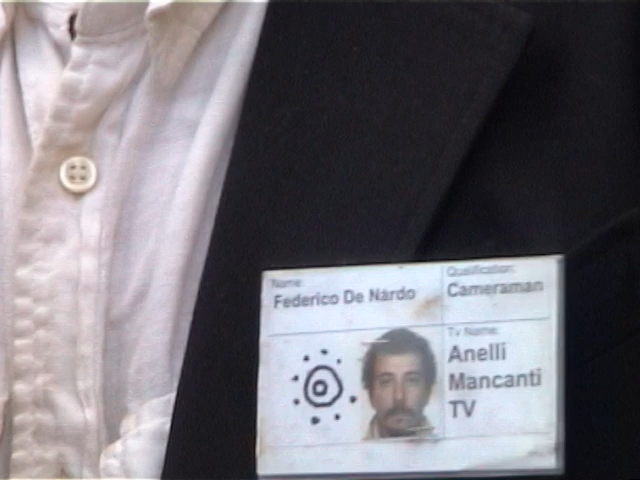 Name:
Federico De Nardo
Qualification:
Cameraman
Tv Name:
Anelli
Mancanti
TV